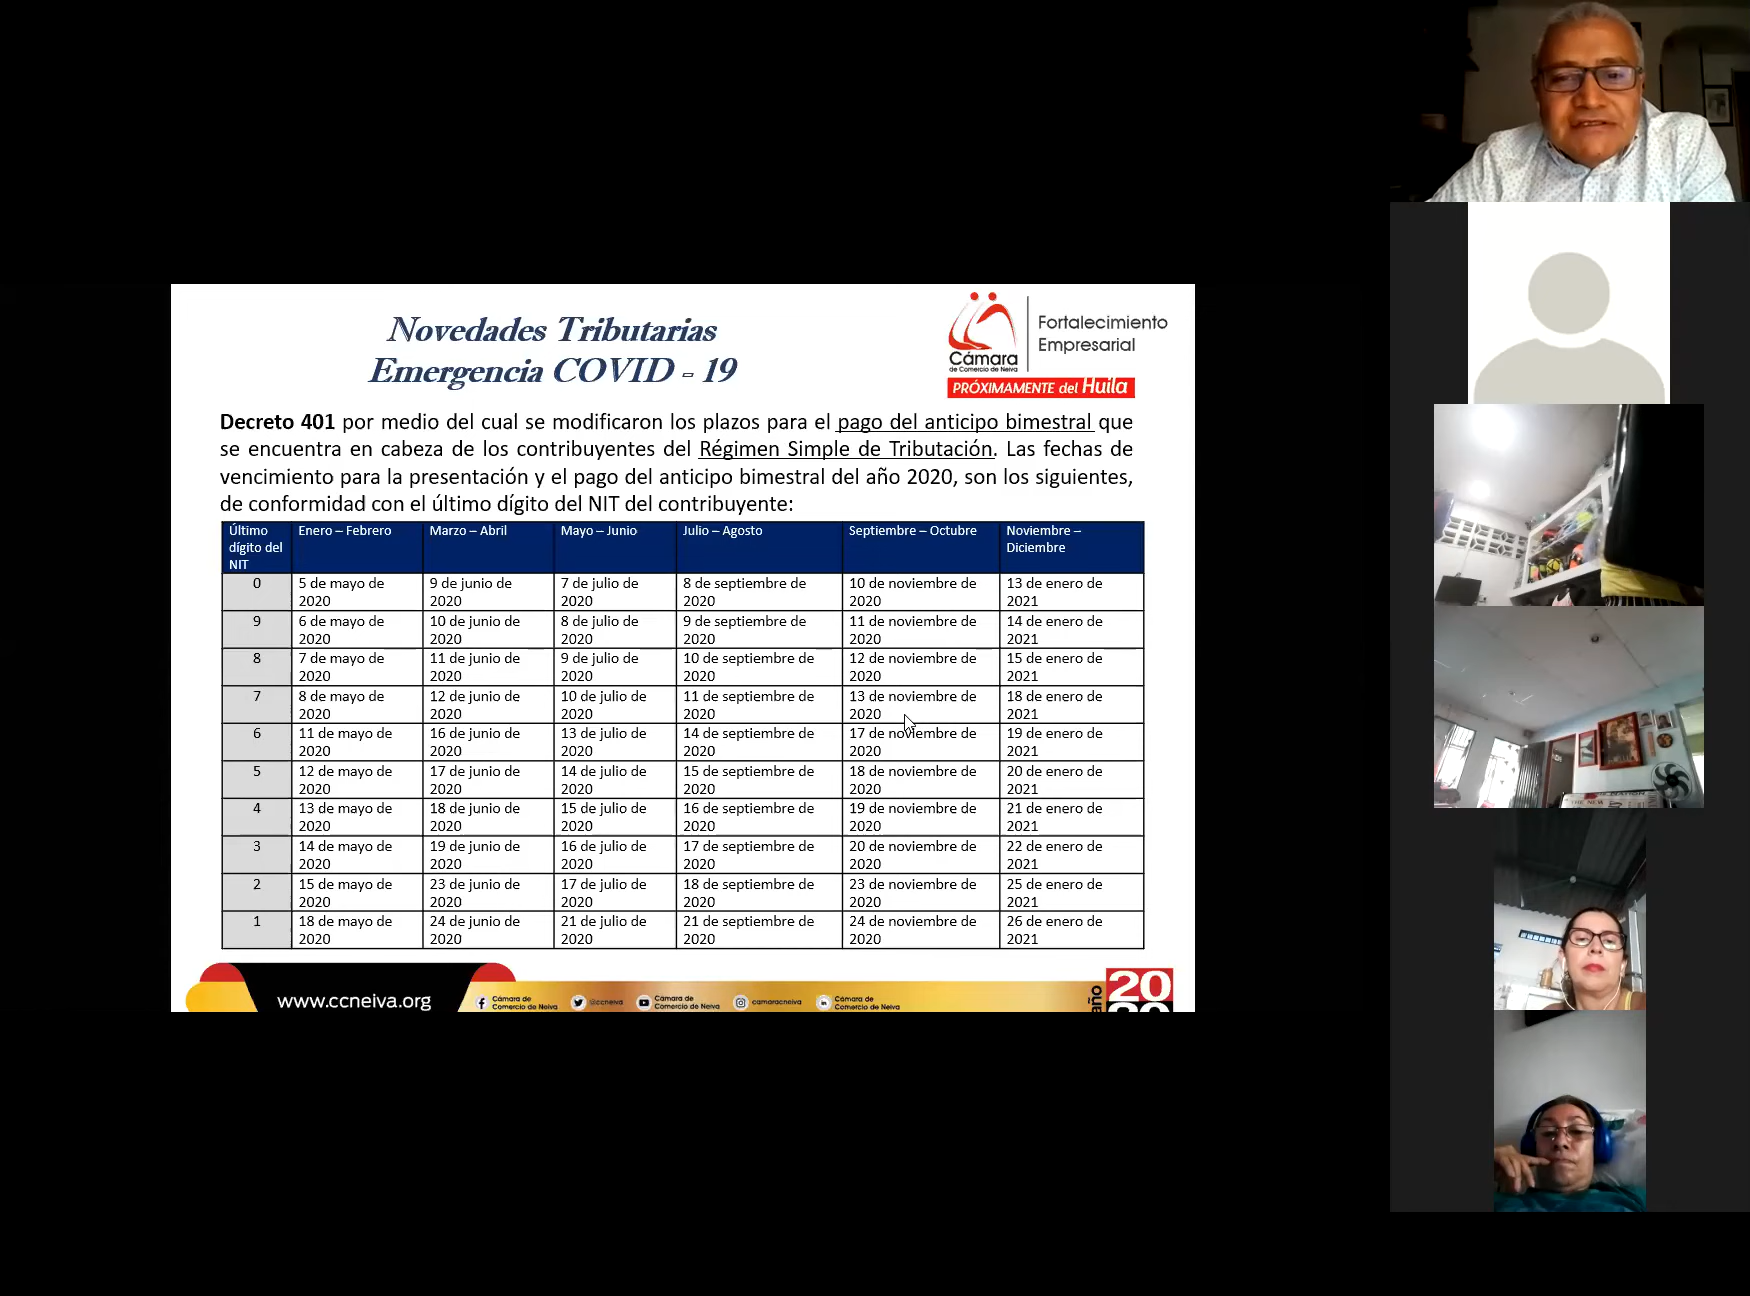 Novedades Tributarias
Emergencia COVID - 19
Cámara
de Comercio de Neiva
Fortalecimiento
Empresarial
PRÓXIMAMENTE del Huila
Decreto 401 por medio del cual se modificaron los plazos para el pago del anticipo bimestral que
se encuentra en cabeza de los contribuyentes del Régimen Simple de Tributación. Las fechas de
vencimiento para la presentación y el pago del anticipo bimestral del año 2020, son los siguientes,
de conformidad con el último dígito del NIT del contribuyente:
Último dígito del NIT Enero – Febrero Marzo – Abril Mayo – Junio Julio – Agosto Septiembre – Octubre Noviembre – Diciembre
0 5 de mayo de 2020 9 de junio de 2020 7 de julio de 2020 8 de septiembre de 2020 10 de noviembre de 2020 13 de enero de 2021
9 6 de mayo de 2020 10 de junio de 2020 8 de julio de 2020 9 de septiembre de 2020 11 de noviembre de 2020 14 de enero de 2021
8 7 de mayo de 2020 11 de junio de 2020 9 de julio de 2020 10 de septiembre de 2020 12 de noviembre de 2020 15 de enero de 2021
7 8 de mayo de 2020 12 de junio de 2020 10 de julio de 2020 11 de septiembre de 2020 13 de noviembre de 2020 18 de enero de 2021
6 11 de mayo de 2020 16 de junio de 2020 13 de julio de 2020 14 de septiembre de 2020 17 de noviembre de 2020 19 de enero de 2021
5 12 de mayo de 2020 17 de junio de 2020 14 de julio de 2020 15 de septiembre de 2020 18 de noviembre de 2020 20 de enero de 2021
4 13 de mayo de 2020 18 de junio de 2020 15 de julio de 2020 16 de septiembre de 2020 19 de noviembre de 2020 21 de enero de 2021
3 14 de mayo de 2020 19 de junio de 2020 16 de julio de 2020 17 de septiembre de 2020 20 de noviembre de 2020 22 de enero de 2021
2 15 de mayo de 2020 23 de junio de 2020 17 de julio de 2020 18 de septiembre de 2020 23 de noviembre de 2020 25 de enero de 2021
1 18 de mayo de 2020 24 de junio de 2020 21 de julio de 2020 21 de septiembre de 2020 24 de noviembre de 2020 26 de enero de 2021
www.ccneiva.org
Cámara de Comercio de Neiva
@ccneiva
Cámara de Comercio de Neiva
camaracneiva
Cámara de Comercio de Neiva
año
20
20
THE NEW